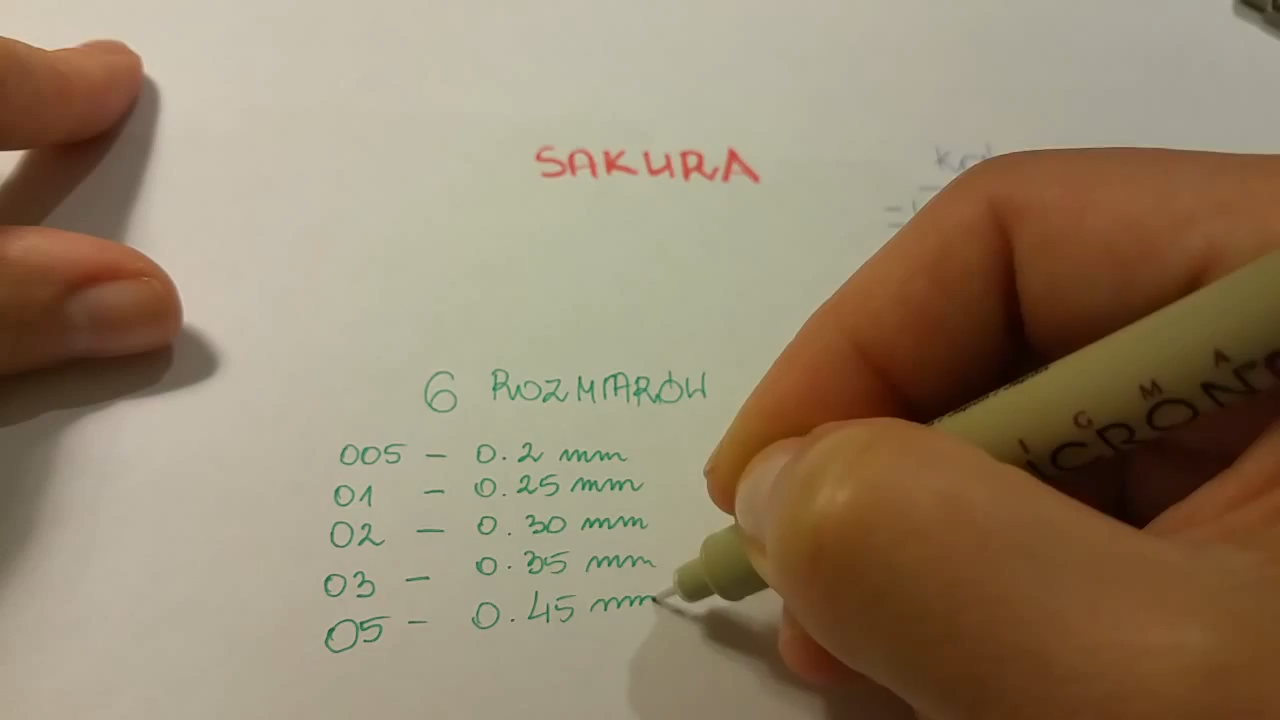 SAKURA
6 ROZMIARÓW
005 - 0.2 mm
01 - 0.25 mm
02 - 0.30 mm
03 - 0.35 mm
05 - 0.45 mm